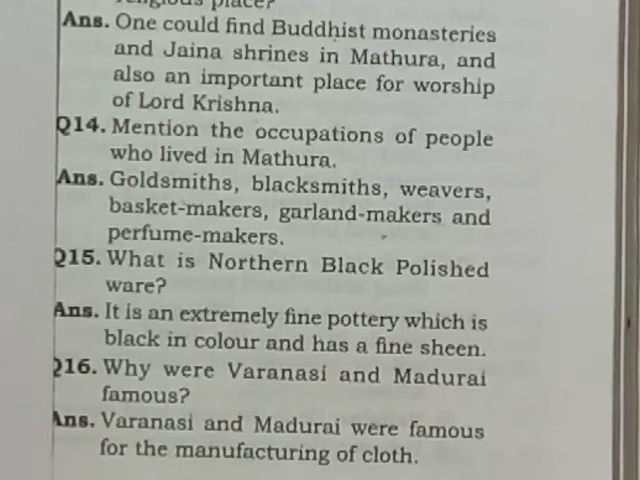 religious place?
Ans. One could find Buddhist monasteries
and Jaina shrines in Mathura, and
also an important place for worship
of Lord Krishna.
Q14. Mention the occupations of people
who lived in Mathura.
Ans. Goldsmiths, blacksmiths, weavers,
basket-makers, garland-makers and
perfume-makers.
Q15. What is Northern Black Polished
ware?
Ans. It is an extremely fine pottery which is
black in colour and has a fine sheen.
Q16. Why were Varanasi and Madurai
famous?
Ans. Varanasi and Madurai were famous
for the manufacturing of cloth.